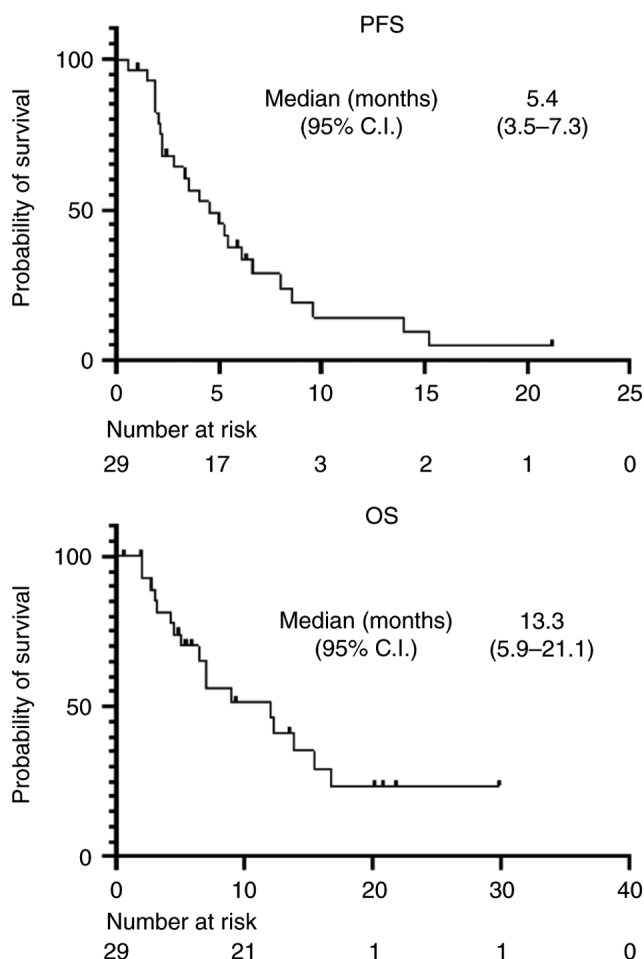 PFS
Probability of survival
100
50
0
Median (months) 5.4
(95% C.I.) (3.5–7.3)
0 5 10 15 20 25
Number at risk
29 17 3 2 1 0
OS
Probability of survival
100
50
0
Median (months) 13.3
(95% C.I.) (5.9–21.1)
0 10 20 30 40
Number at risk
29 21 1 1 0